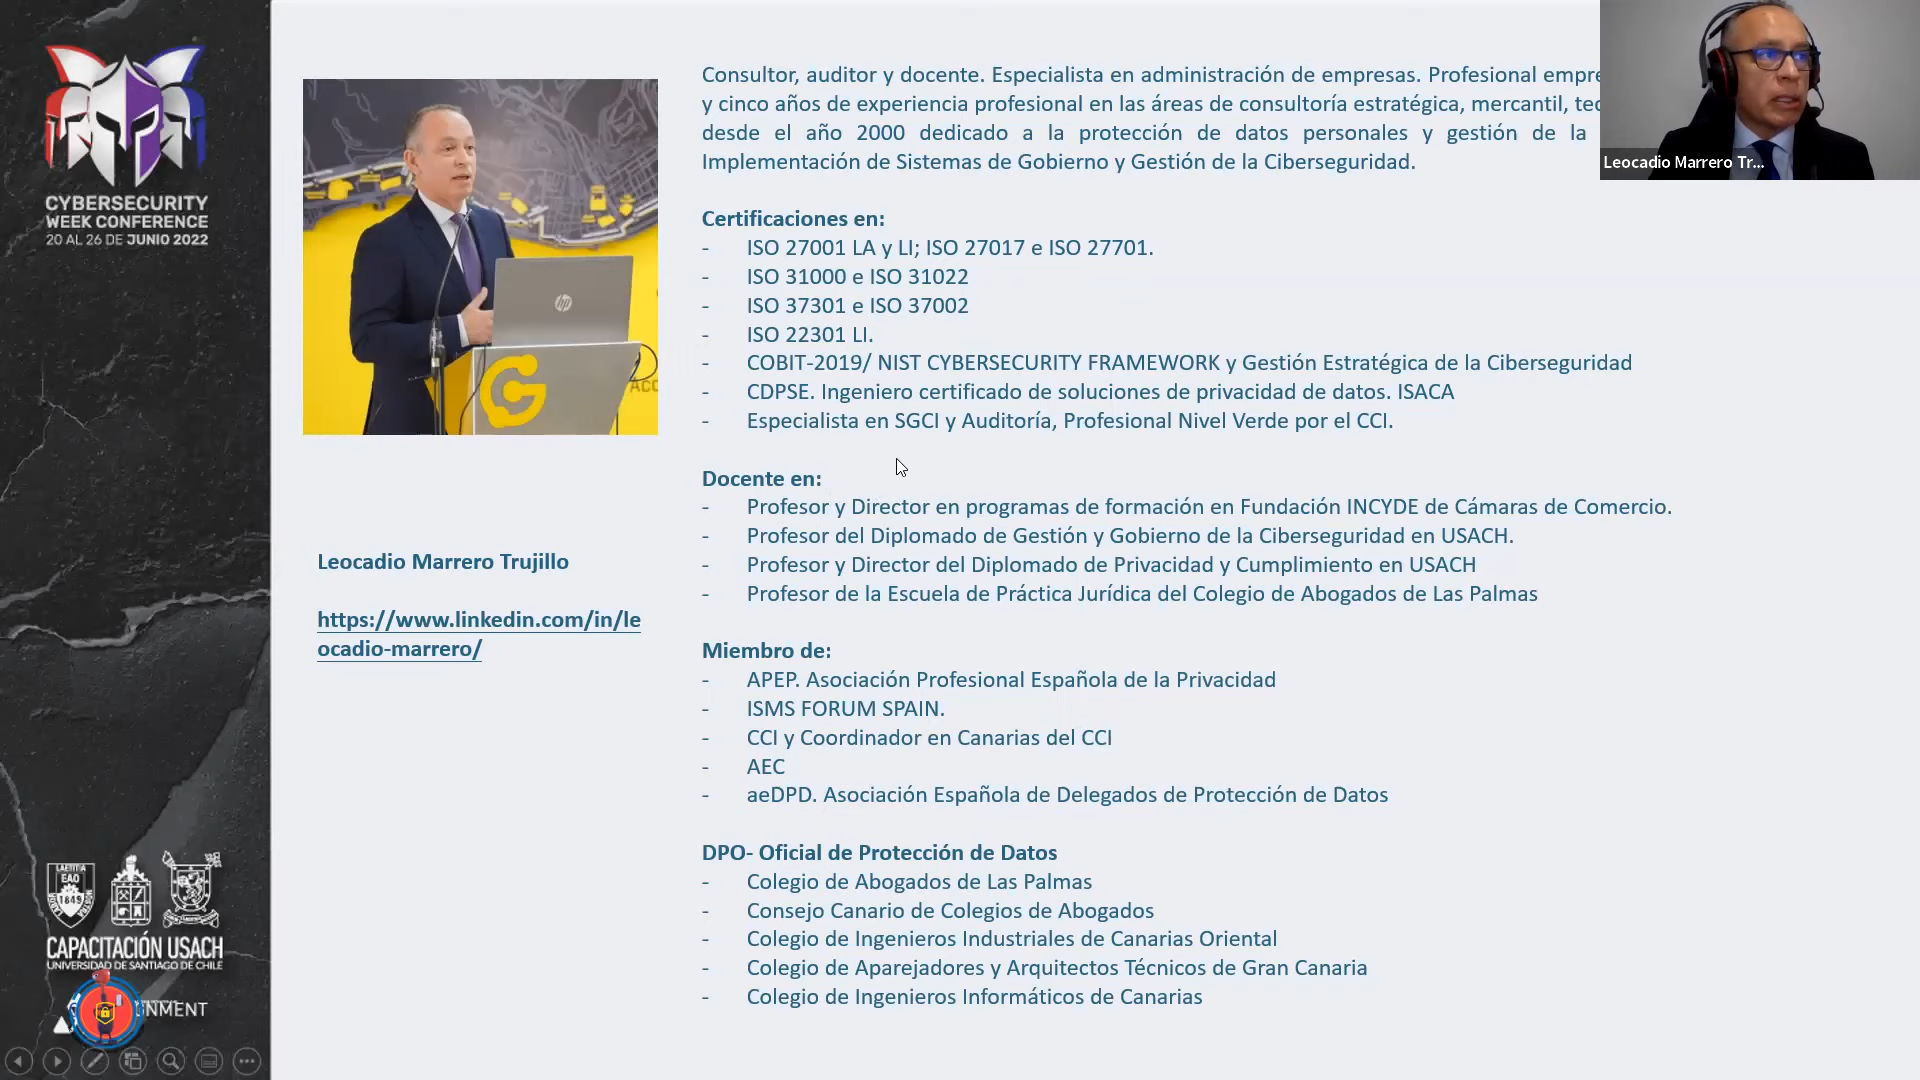 CYBERSECURITY
WEEK CONFERENCE
20 AL 26 DE JUNIO 2022
hp
Leocadio Marrero Trujillo
https://www.linkedin.com/in/le
ocadio-marrero/
Consultor, auditor y docente. Especialista en administración de empresas. Profesional
y cinco años de experiencia profesional en las áreas de consultoría estratégica, mercantil,
desde el año 2000 dedicado a la protección de datos personales y gestión de la
Implementación de Sistemas de Gobierno y Gestión de la Ciberseguridad.
Certificaciones en:
- ISO 27001 LA y LI; ISO 27017 e ISO 27701.
- ISO 31000 e ISO 31022
- ISO 37301 e ISO 37002
- ISO 22301 LI.
- COBIT-2019/ NIST CYBERSECURITY FRAMEWORK y Gestión Estratégica de la Ciberseguridad
- CDPSE. Ingeniero certificado de soluciones de privacidad de datos. ISACA
- Especialista en SGCI y Auditoría, Profesional Nivel Verde por el CCI.
Docente en:
- Profesor y Director en programas de formación en Fundación INCYDE de Cámaras de Comercio.
- Profesor del Diplomado de Gestión y Gobierno de la Ciberseguridad en USACH.
- Profesor y Director del Diplomado de Privacidad y Cumplimiento en USACH
- Profesor de la Escuela de Práctica Jurídica del Colegio de Abogados de Las Palmas
Miembro de:
- APEP. Asociación Profesional Española de la Privacidad
- ISMS FORUM SPAIN.
- CCI y Coordinador en Canarias del CCI
- AEC
- aeDPD. Asociación Española de Delegados de Protección de Datos
DPO- Oficial de Protección de Datos
- Colegio de Abogados de Las Palmas
- Consejo Canario de Colegios de Abogados
- Colegio de Ingenieros Industriales de Canarias Oriental
- Colegio de Aparejadores y Arquitectos Técnicos de Gran Canaria
- Colegio de Ingenieros Informáticos de Canarias
Leocadio Marrero Tr...
LAETITIA
EAO
1849
CAPACITACIÓN USACH
UNIVERSIDAD DE SANTIAGO DE CHILE